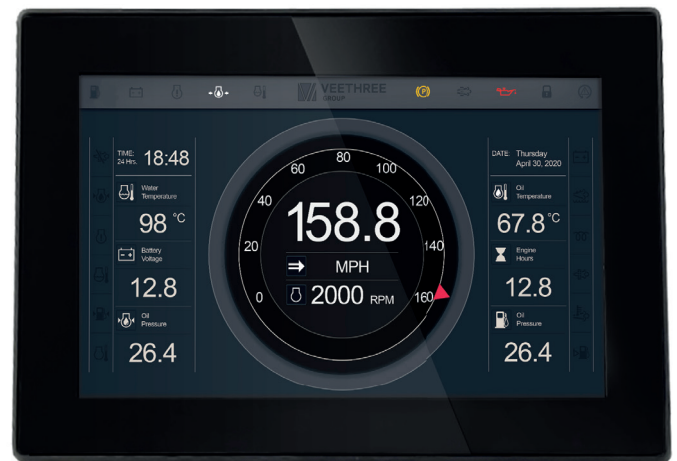 VEETHREE
GROUP
(P)
TIME:
24 Hrs.
18:48
Water
Temperature
98 °C
Battery
Voltage
12.8
Oil
Pressure
26.4
0
20
40
60
80
100
120
140
160
158.8
MPH
2000 RPM
DATE: Thursday
April 30, 2020
Oil
Temperature
67.8 °C
Engine
Hours
12.8
Oil
Pressure
26.4